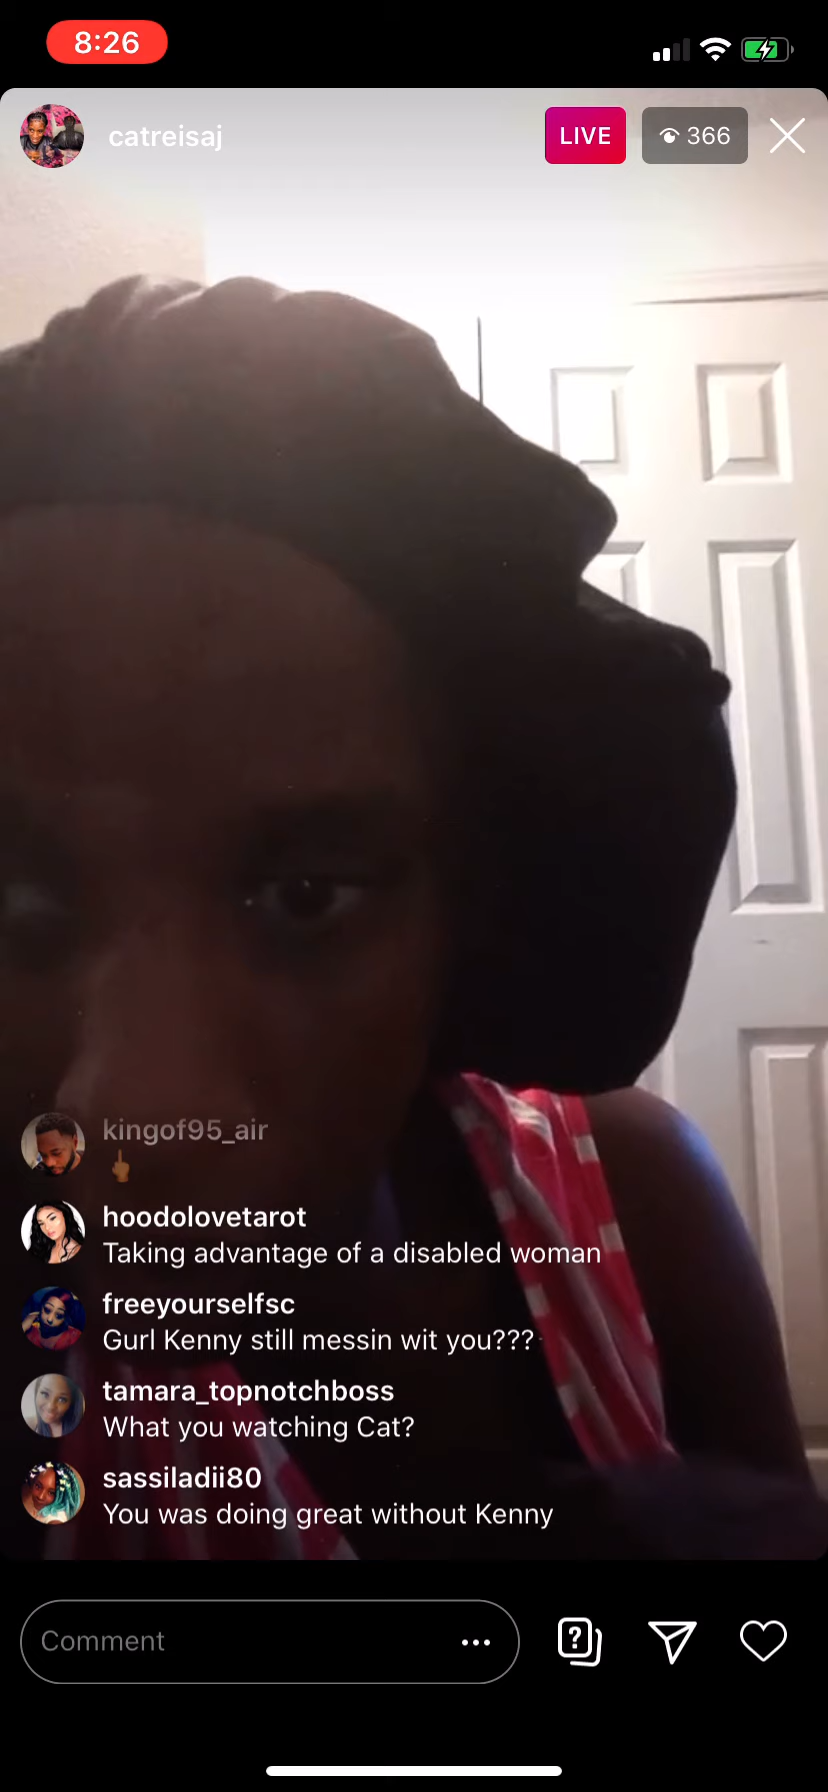 8:26
catreisaj
LIVE
366
kingof95_air
🖕🏽
hoodolovetarot
Taking advantage of a disabled woman
freeyourselfsc
Gurl Kenny still messin wit you???
tamara_topnotchboss
What you watching Cat?
sassiladii80
You was doing great without Kenny
Comment